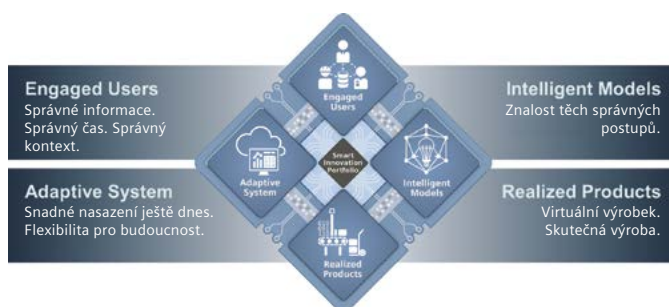 Engaged Users
Správné informace.
Správný čas. Správný
kontext.
Intelligent Models
Znalost těch správných
postupů.
Adaptive System
Snadné nasazení ještě dnes.
Flexibilita pro budoucnost.
Realized Products
Virtuální výrobek.
Skutečná výroba.
Engaged
Users
Adaptive
System
Smart
Innovation
Portfolio
Intelligent
Models
Realized
Products